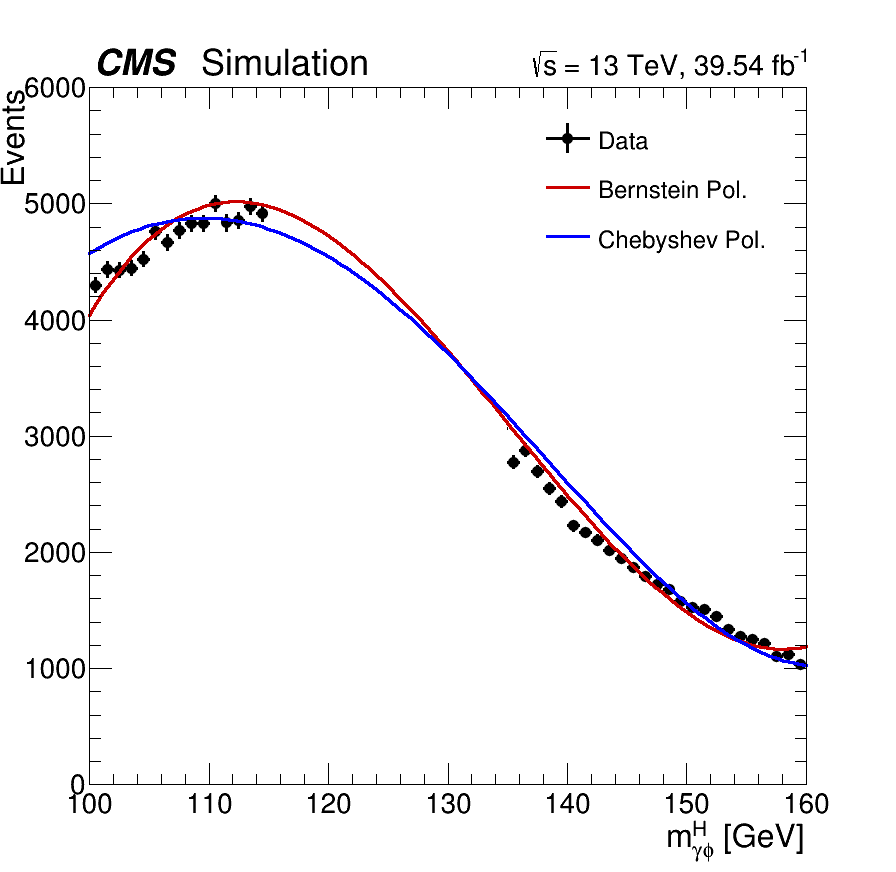 CMS Simulation
√s = 13 TeV, 39.54 fb⁻¹
Events
6000
Data
Bernstein Pol.
Chebyshev Pol.
5000
4000
3000
2000
1000
0
100 110 120 130 140 150 160
m^H_γϕ [GeV]